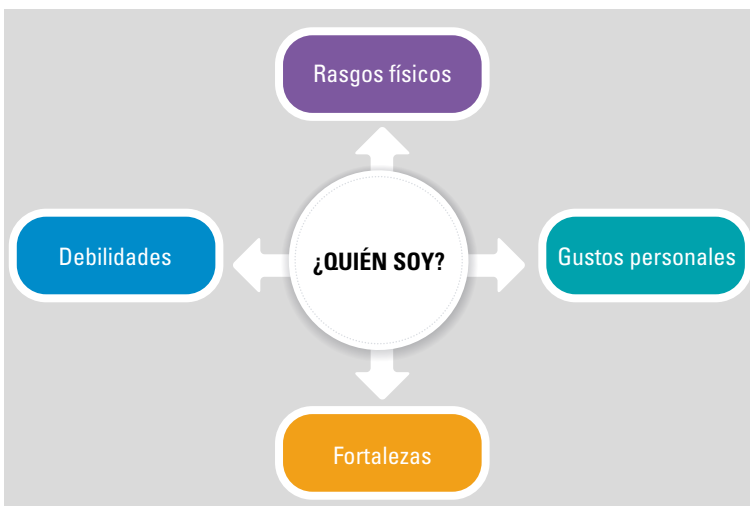 Rasgos físicos
Debilidades
¿QUIÉN SOY?
Gustos personales
Fortalezas